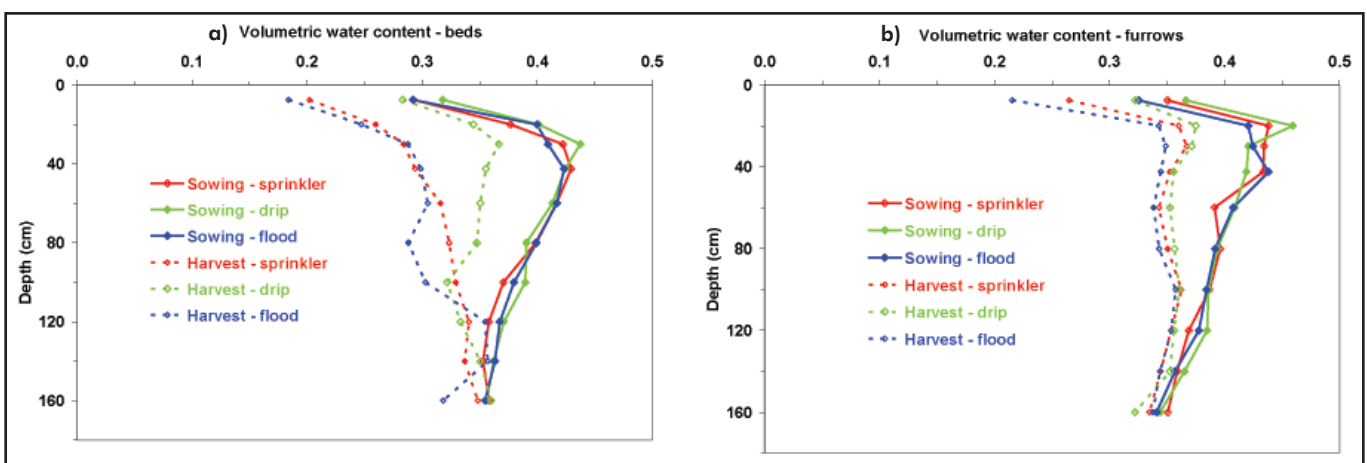 a) Volumetric water content - beds
0.0 0.1 0.2 0.3 0.4 0.5
0
40
80
120
160
Depth (cm)
Sowing - sprinkler
Sowing - drip
Sowing - flood
Harvest - sprinkler
Harvest - drip
Harvest - flood
b) Volumetric water content - furrows
0.0 0.1 0.2 0.3 0.4 0.5
0
40
80
120
160
Depth (cm)
Sowing - sprinkler
Sowing - drip
Sowing - flood
Harvest - sprinkler
Harvest - drip
Harvest - flood